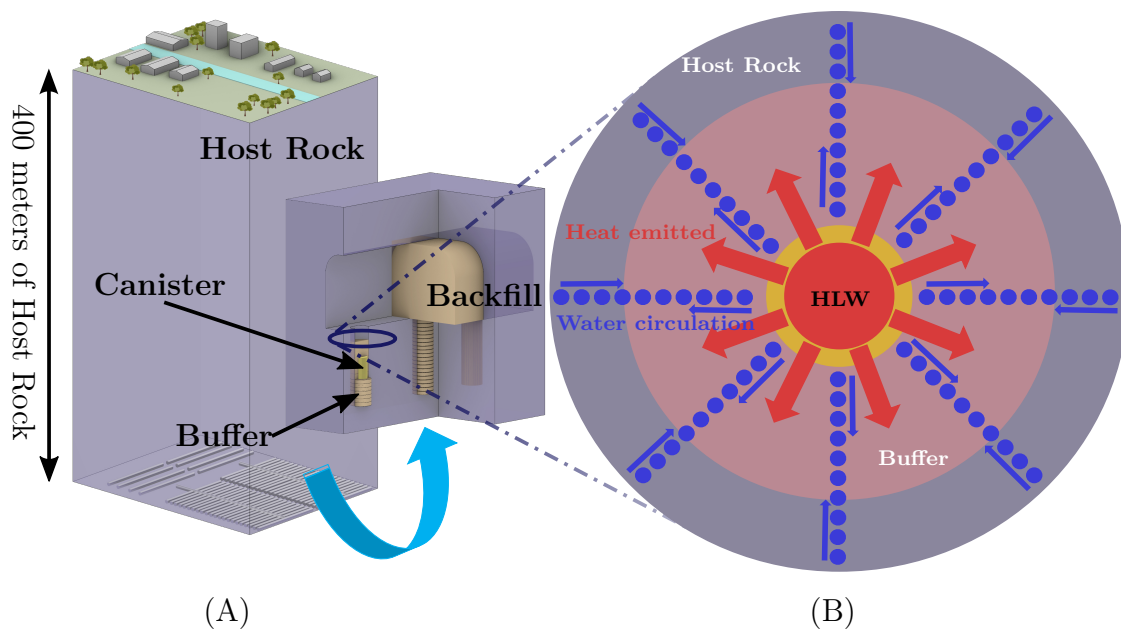 400 meters of Host Rock
Host Rock
Canister
Backfill
Buffer
(A)
Host Rock
Heat emitted
HLW
Water circulation
Buffer
(B)